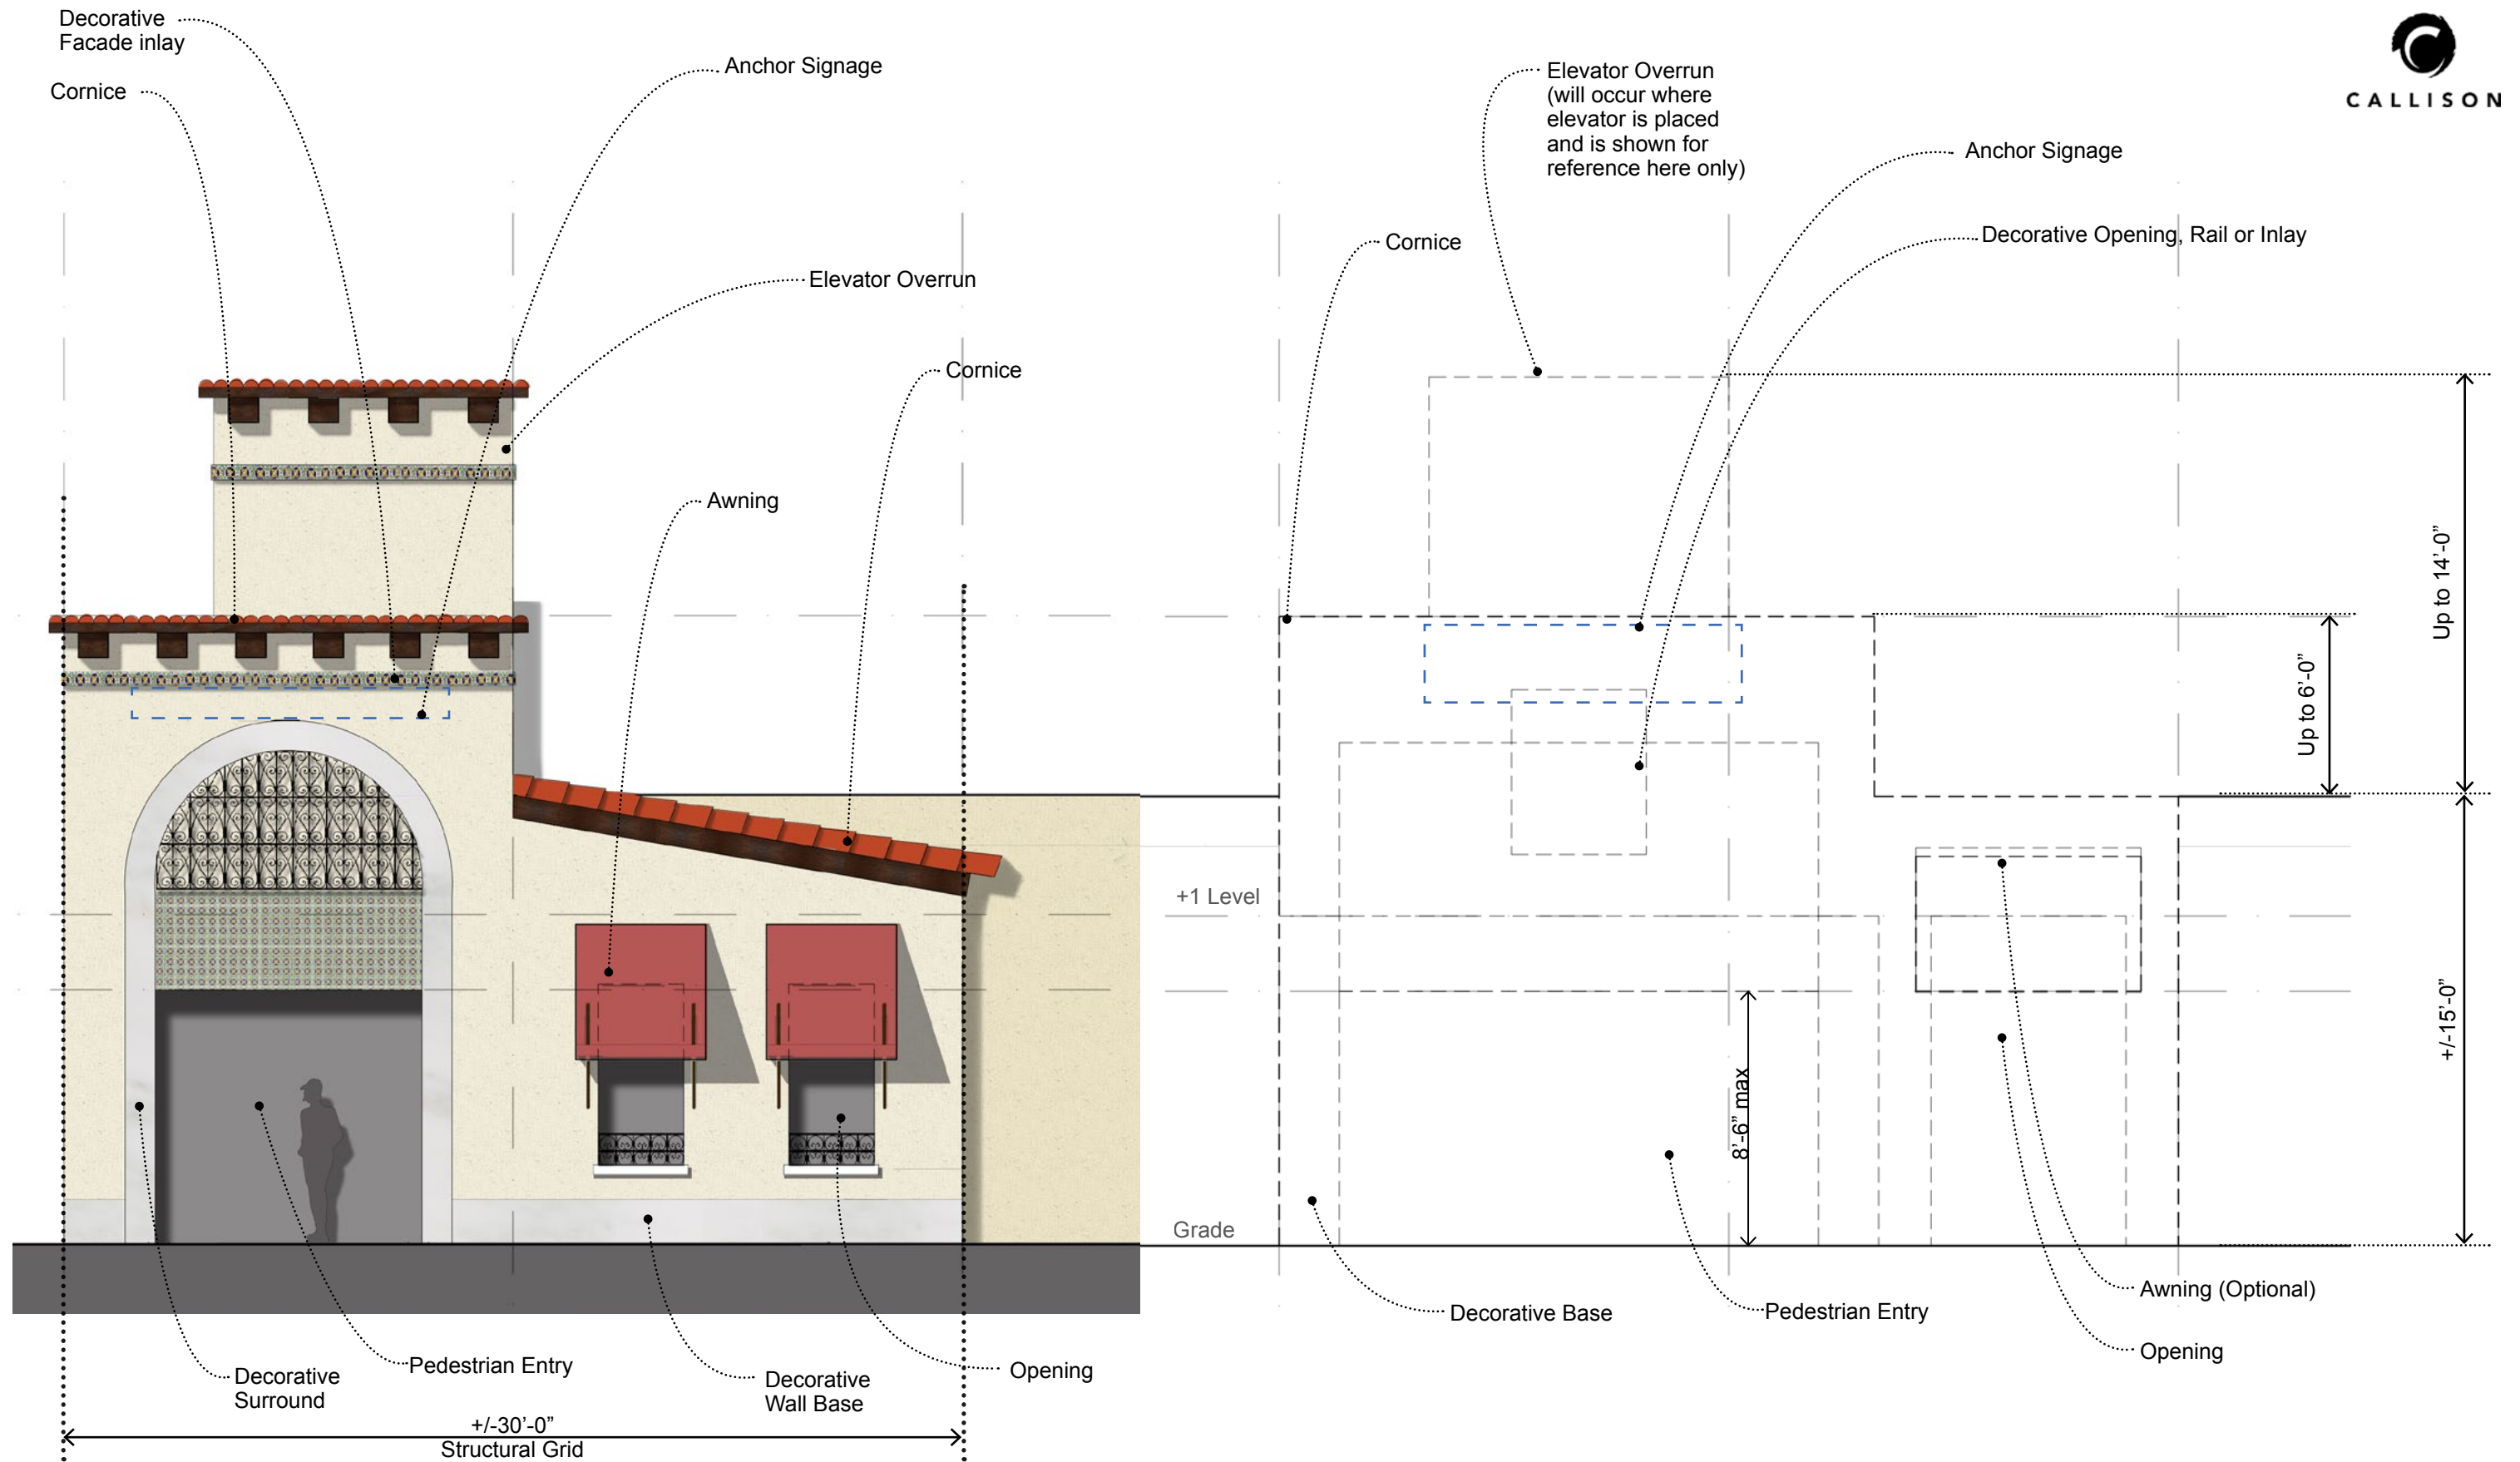 Decorative
Facade inlay
Cornice
Anchor Signage
Elevator Overrun
Cornice
Awning
Decorative
Surround
Pedestrian Entry
Decorative
Wall Base
Opening
+/-30’-0”
Structural Grid
CALLISON
Elevator Overrun
(will occur where
elevator is placed
and is shown for
reference here only)
Anchor Signage
Cornice
Decorative Opening, Rail or Inlay
Up to 14’-0”
Up to 6’-0”
+1 Level
+/-15’-0”
8’-6” max
Grade
Awning (Optional)
Decorative Base
Pedestrian Entry
Opening